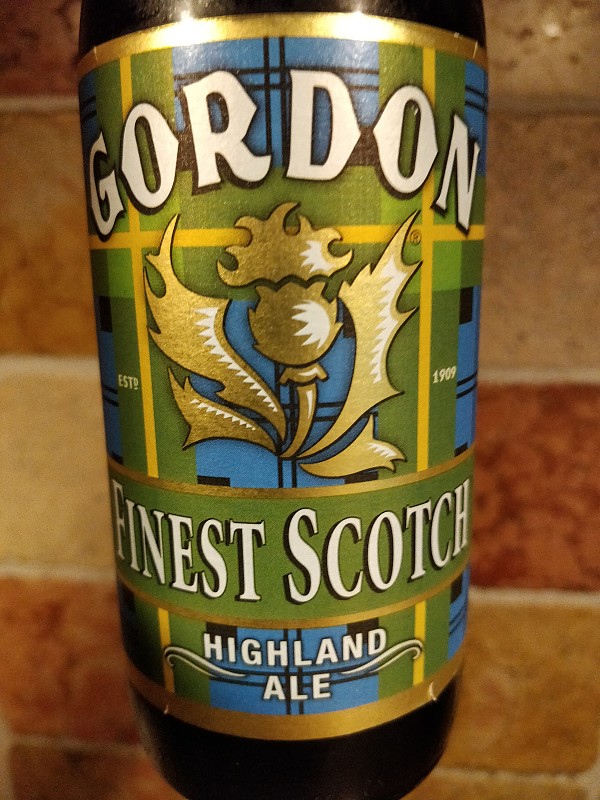 GORDON
®
ESTD 1909
FINEST SCOTCH
HIGHLAND
ALE